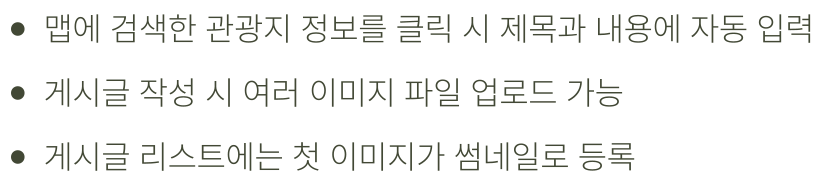 ● 맵에 검색한 관광지 정보를 클릭 시 제목과 내용에 자동 입력
● 게시글 작성 시 여러 이미지 파일 업로드 가능
● 게시글 리스트에는 첫 이미지가 썸네일로 등록